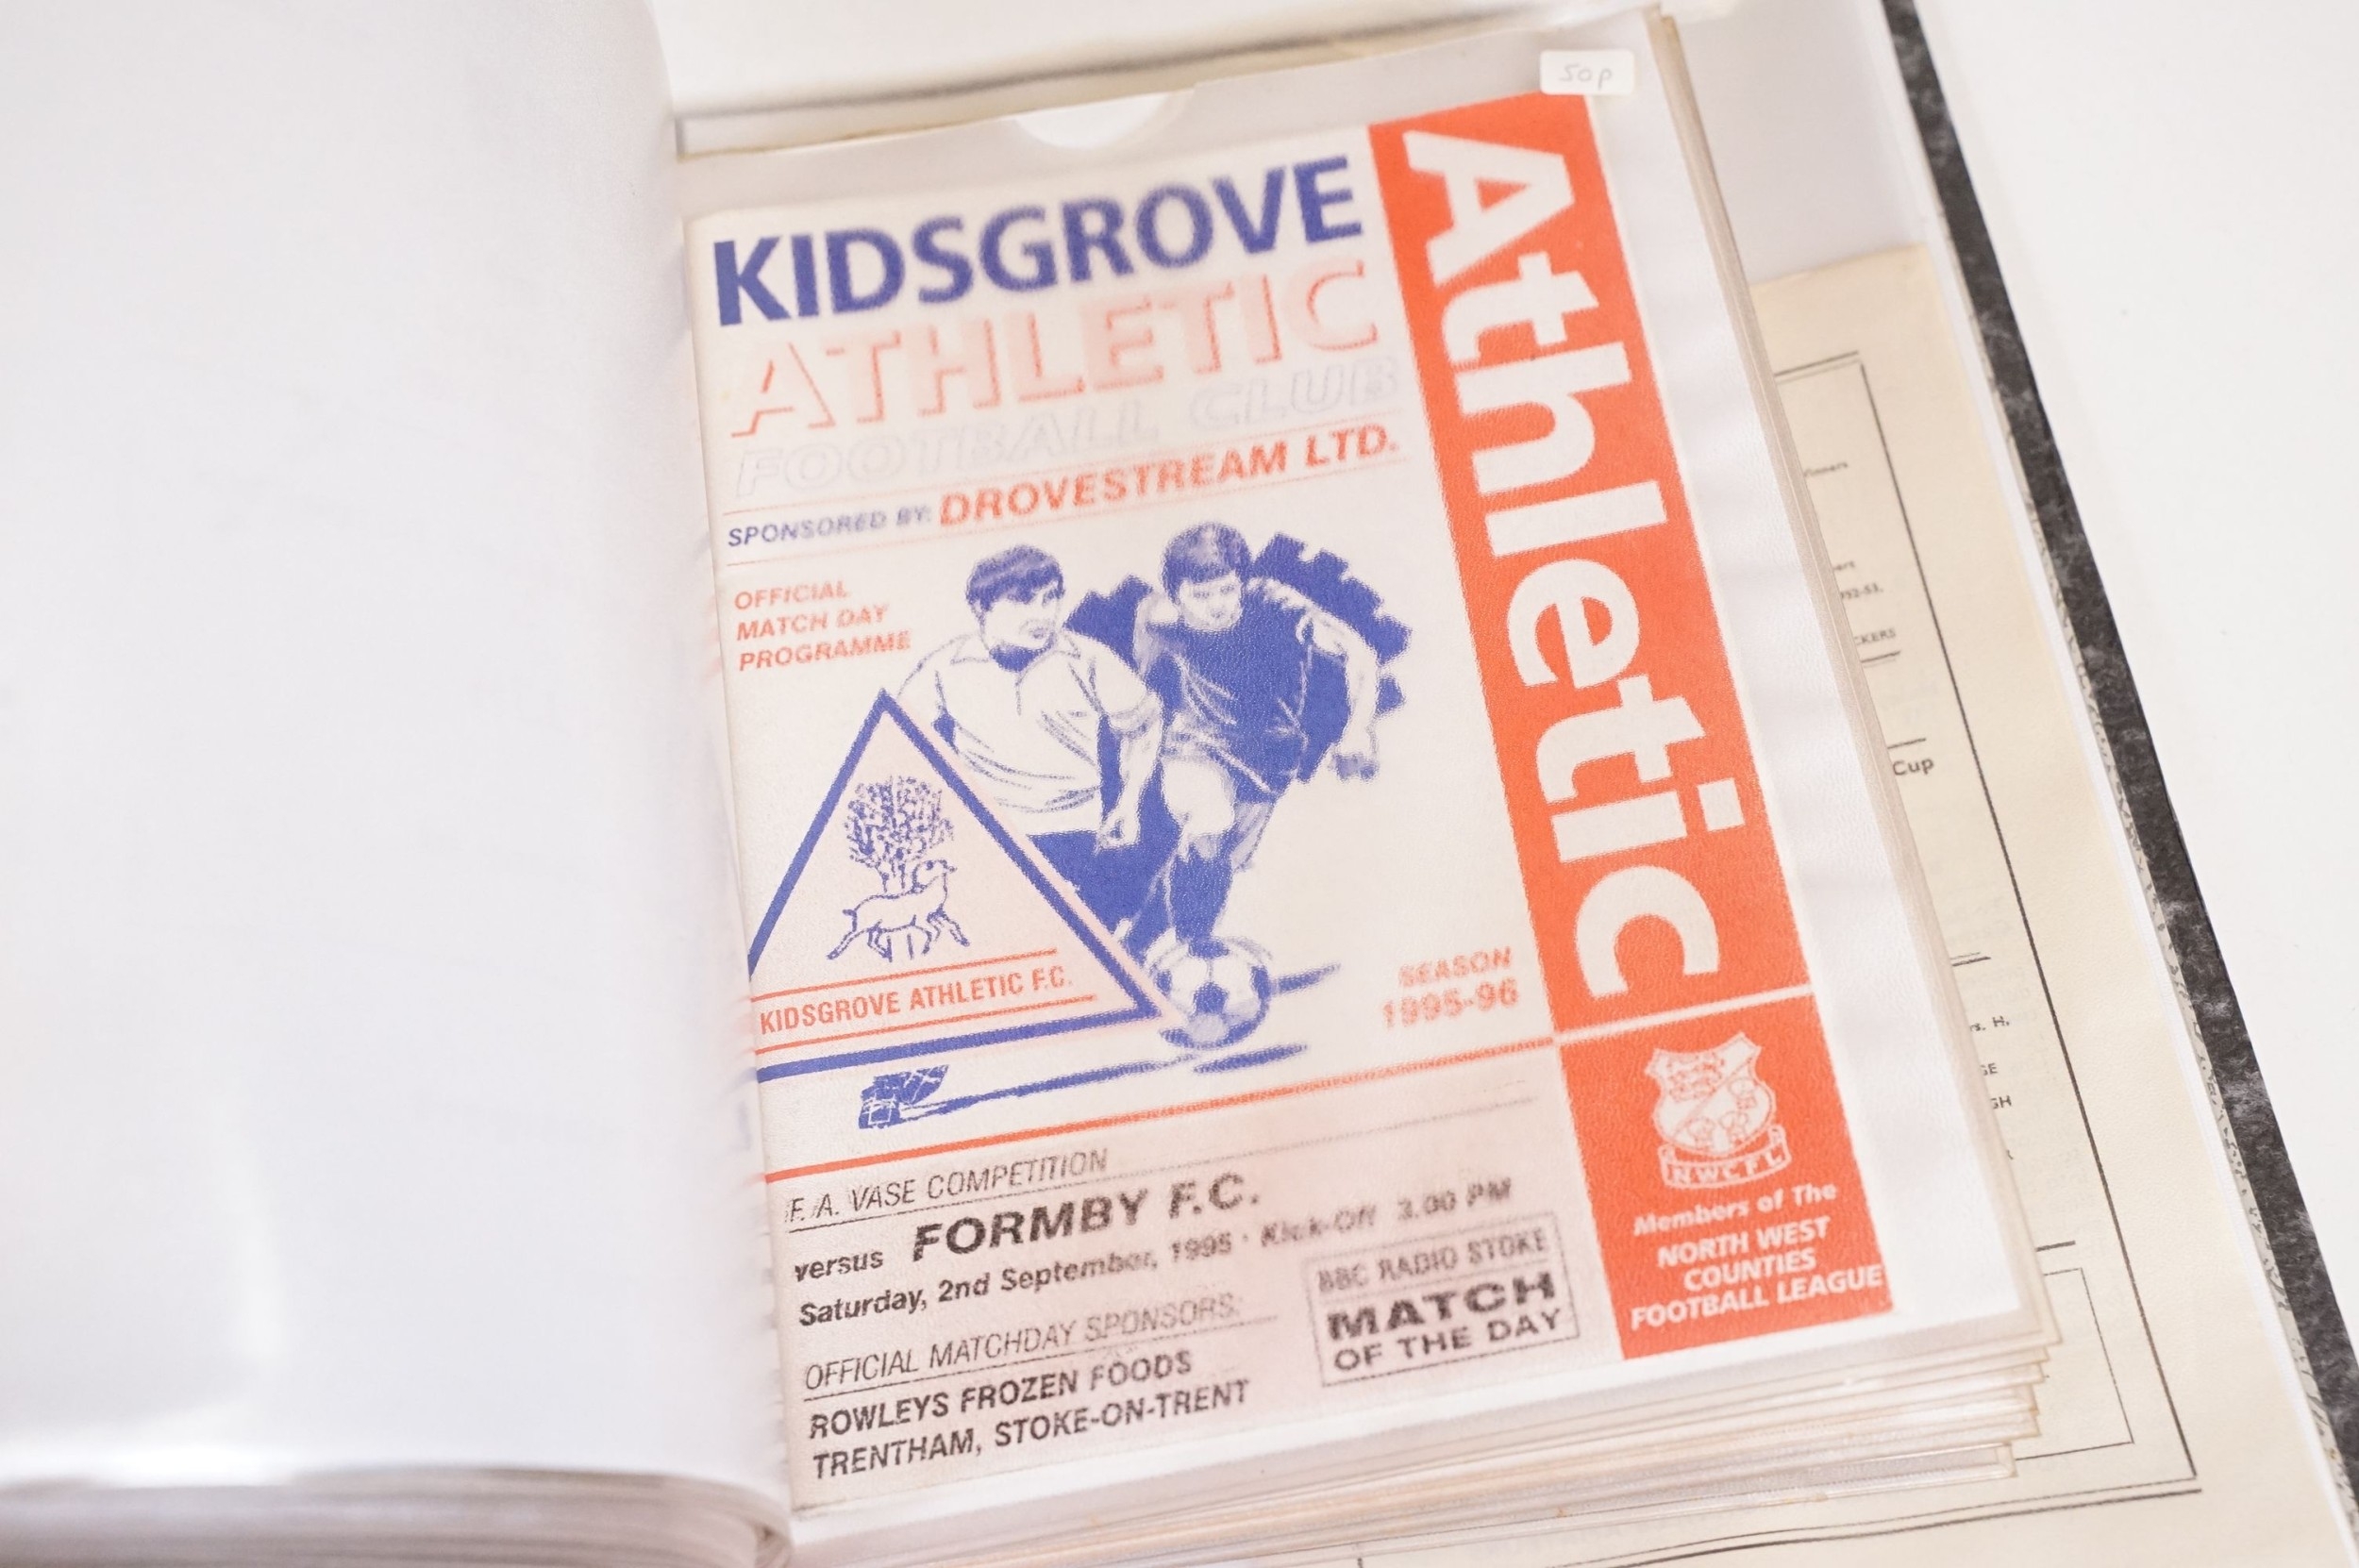 50p
KIDSGROVE
ATHLETIC
FOOTBALL CLUB
SPONSORED BY: DROVESTREAM LTD.
OFFICIAL
MATCH DAY
PROGRAMME
KIDSGROVE ATHLETIC F.C.
SEASON
1995-96
Athletic
F. A. VASE COMPETITION
versus FORMBY F.C.
Saturday, 2nd September, 1995 · Kick-Off 3.00 PM
OFFICIAL MATCHDAY SPONSORS:
ROWLEYS FROZEN FOODS
TRENTHAM, STOKE-ON-TRENT
BBC RADIO STOKE
MATCH
OF THE DAY
NWCFL
Members of The
NORTH WEST
COUNTIES
FOOTBALL LEAGUE
Cup